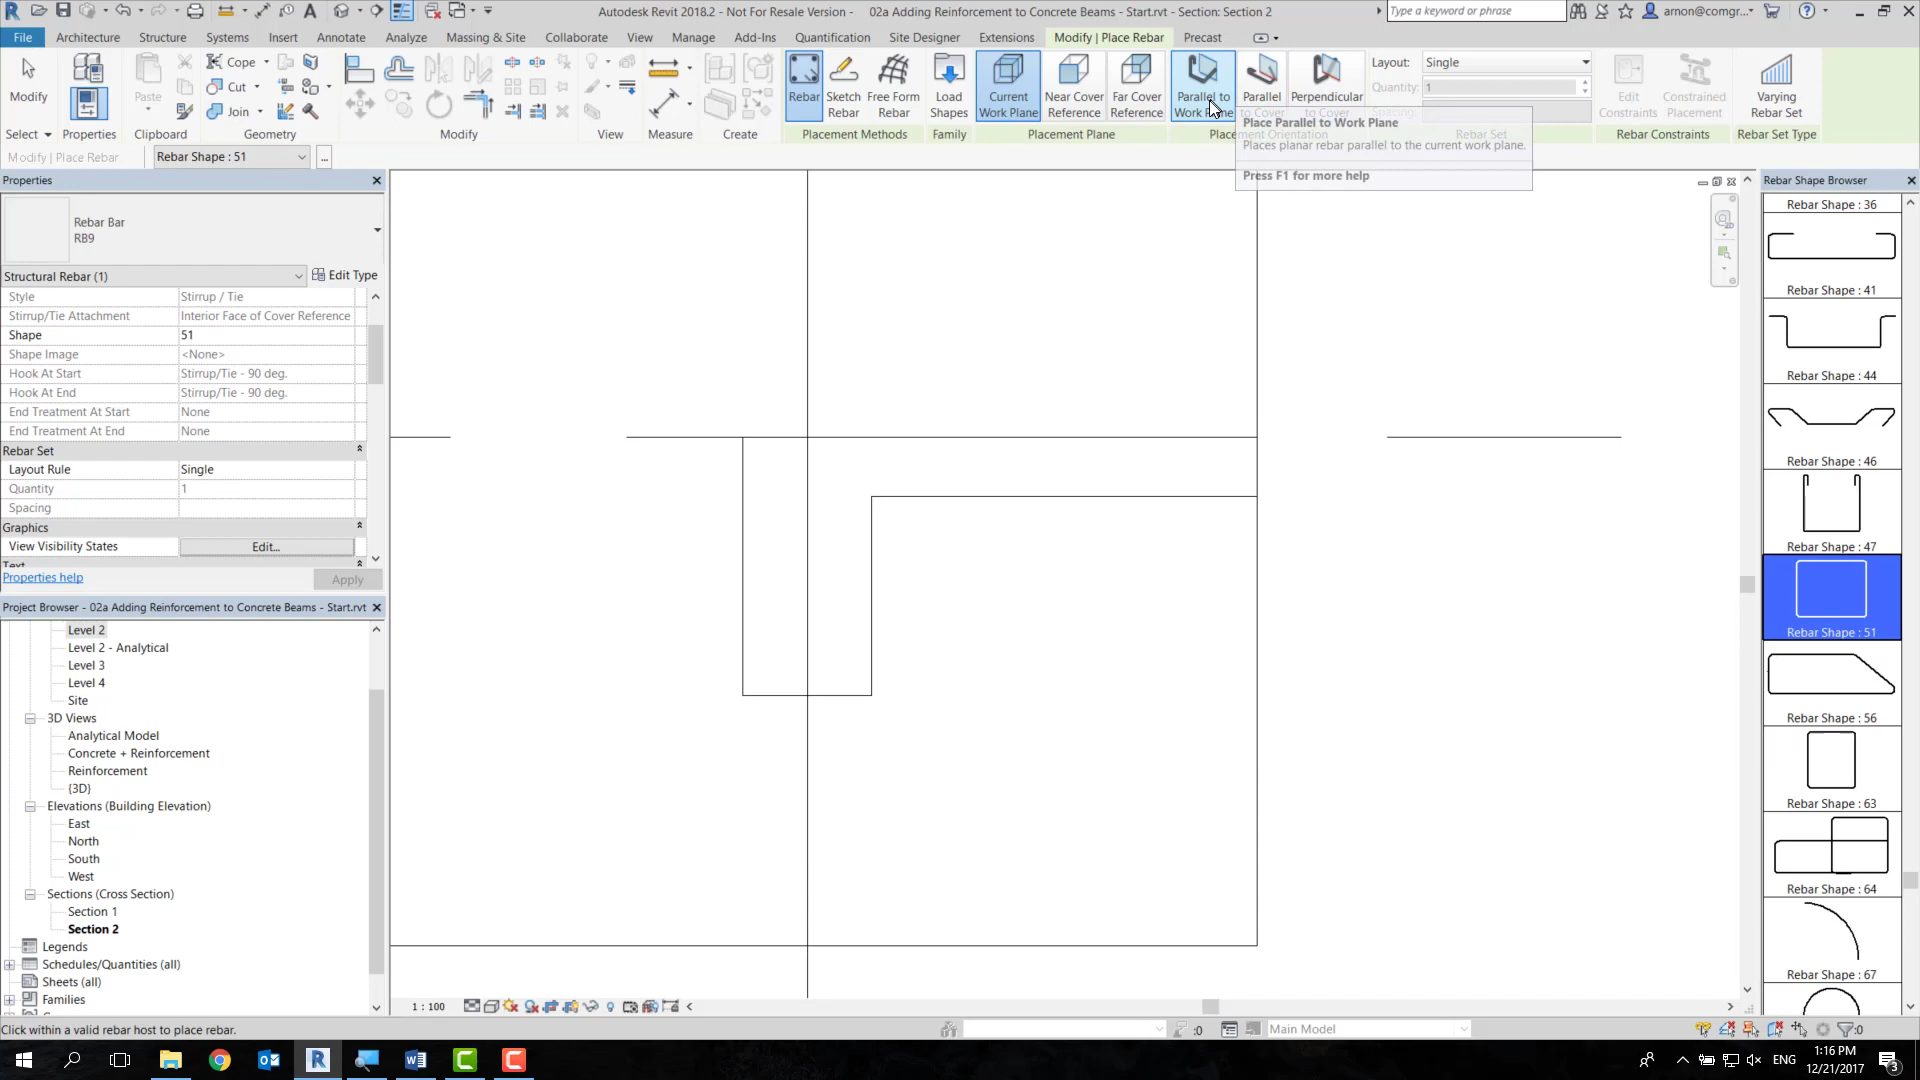 Autodesk Revit 2018.2 - Not For Resale Version - 02a Adding Reinforcement to Concrete Beams - Start.rvt - Section: Section 2
Type a keyword or phrase
arnon@comgr...
File Architecture Structure Systems Insert Annotate Analyze Massing & Site Collaborate View Manage Add-Ins Quantification Site Designer Extensions Modify | Place Rebar Precast
Modify
Properties
Paste
Cope
Cut
Join
Rebar
Sketch Rebar
Free Form Rebar
Load Shapes
Current Work Plane
Near Cover Reference
Far Cover Reference
Parallel to
Parallel
Perpendicular
Layout: Single
Quantity: 1
Edit Constraints
Constrained Placement
Varying Rebar Set
Select Properties Clipboard Geometry Modify View Measure Create Placement Methods Family Placement Plane Rebar Set Rebar Constraints Rebar Set Type
Place Parallel to Work Plane
Places planar rebar parallel to the current work plane.
Press F1 for more help
Modify | Place Rebar
Rebar Shape : 51
...
Properties
Rebar Bar
RB9
Structural Rebar (1)
Edit Type
Style Stirrup / Tie
Stirrup/Tie Attachment Interior Face of Cover Reference
Shape 51
Shape Image <None>
Hook At Start Stirrup/Tie - 90 deg.
Hook At End Stirrup/Tie - 90 deg.
End Treatment At Start None
End Treatment At End None
Rebar Set
Layout Rule Single
Quantity 1
Spacing
Graphics
View Visibility States Edit...
Properties help
Apply
Project Browser - 02a Adding Reinforcement to Concrete Beams - Start.rvt
Level 2
Level 2 - Analytical
Level 3
Level 4
Site
3D Views
Analytical Model
Concrete + Reinforcement
Reinforcement
{3D}
Elevations (Building Elevation)
East
North
South
West
Sections (Cross Section)
Section 1
Section 2
Legends
Schedules/Quantities (all)
Sheets (all)
Families
Rebar Shape Browser
Rebar Shape : 36
Rebar Shape : 41
Rebar Shape : 44
Rebar Shape : 46
Rebar Shape : 47
Rebar Shape : 51
Rebar Shape : 56
Rebar Shape : 63
Rebar Shape : 64
Rebar Shape : 67
1 : 100
Click within a valid rebar host to place rebar.
:0
Main Model
:0
ENG
1:16 PM
12/21/2017
3